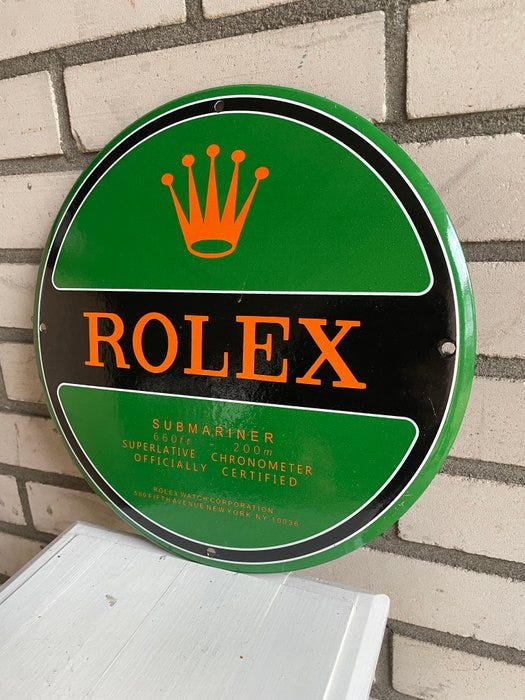 ROLEX
SUBMARINER
660ft - 200m
SUPERLATIVE CHRONOMETER
OFFICIALLY CERTIFIED
ROLEX WATCH CORPORATION
580 FIFTH AVENUE NEW YORK NY 10036